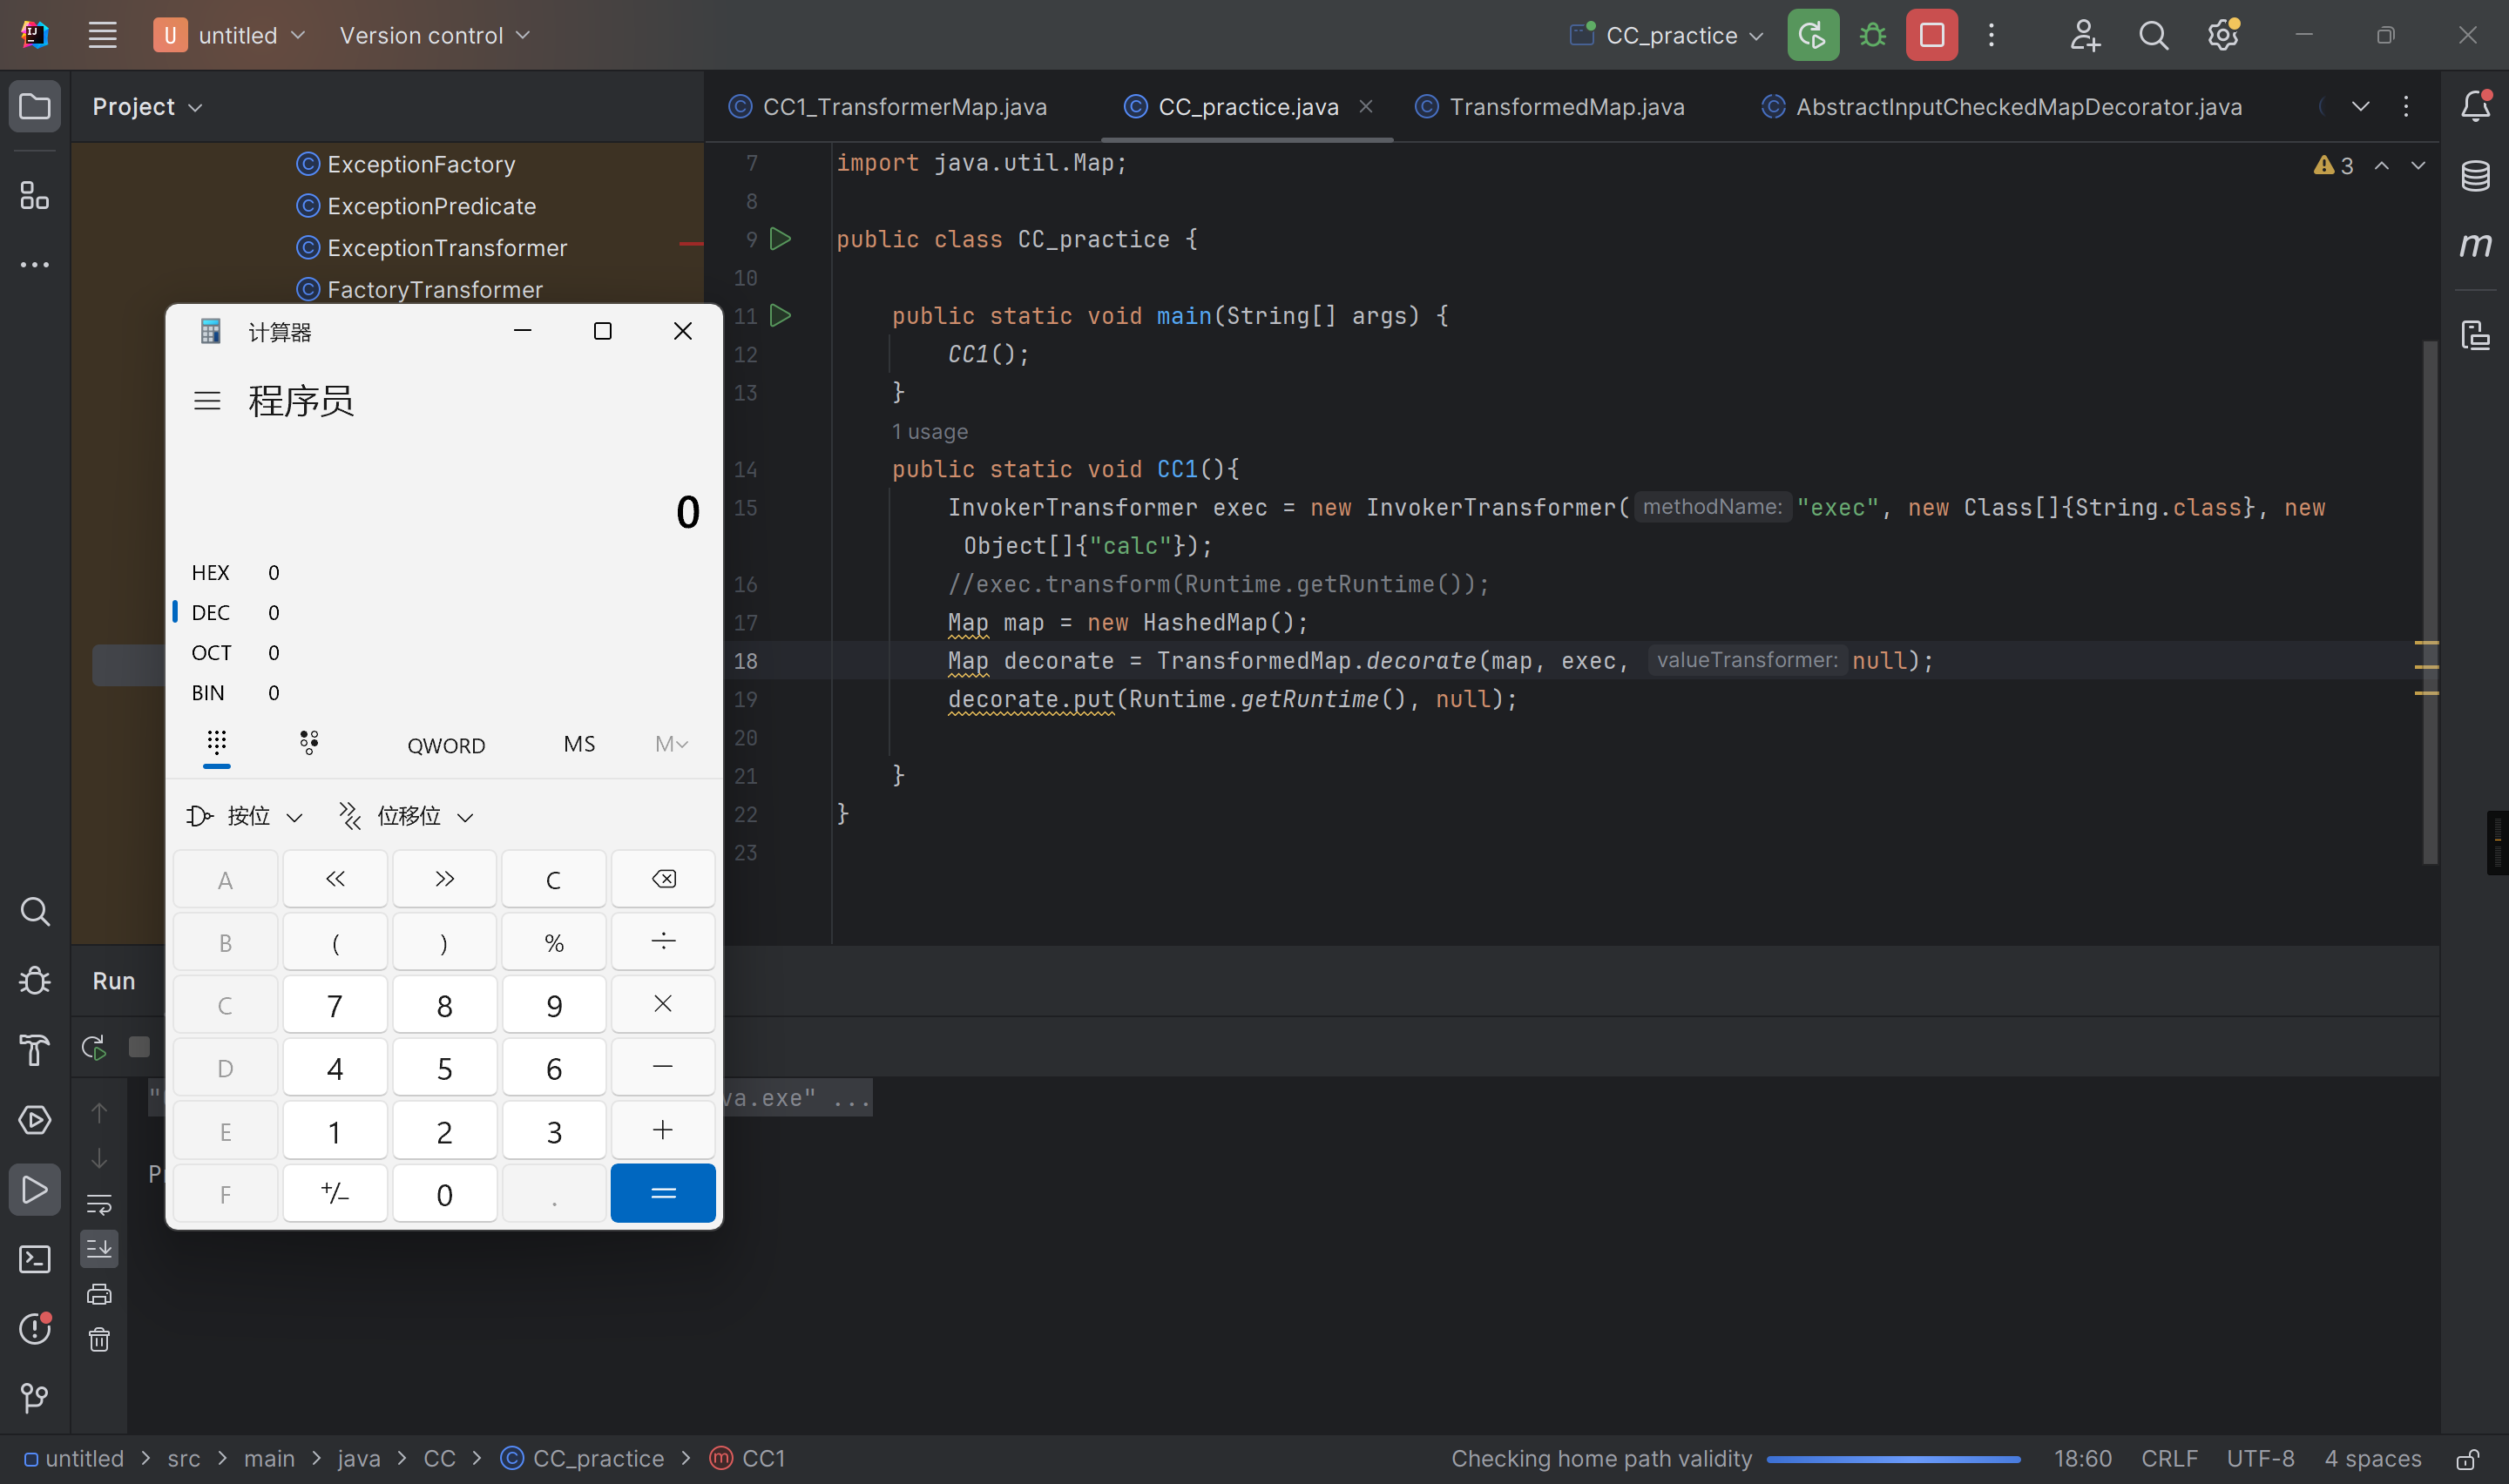 untitled
Version control
CC_practice
Project
CC1_TransformerMap.java
CC_practice.java
TransformedMap.java
AbstractInputCheckedMapDecorator.java
ExceptionFactory
ExceptionPredicate
ExceptionTransformer
FactoryTransformer
3
7 import java.util.Map;
8
9 public class CC_practice {
10
11 public static void main(String[] args) {
12 CC1();
13 }
1 usage
14 public static void CC1(){
15 InvokerTransformer exec = new InvokerTransformer( methodName: "exec", new Class[]{String.class}, new
Object[]{"calc"});
16 //exec.transform(Runtime.getRuntime());
17 Map map = new HashedMap();
18 Map decorate = TransformedMap.decorate(map, exec, valueTransformer: null);
19 decorate.put(Runtime.getRuntime(), null);
20
21 }
22 }
23
计算器
程序员
0
HEX 0
DEC 0
OCT 0
BIN 0
QWORD MS M
按位 位移位
A « » C
B ( ) % ÷
C 7 8 9 ×
D 4 5 6 −
E 1 2 3 +
F +/− 0 . =
Run
va.exe" ...
untitled > src > main > java > CC > CC_practice > CC1
Checking home path validity
18:60 CRLF UTF-8 4 spaces